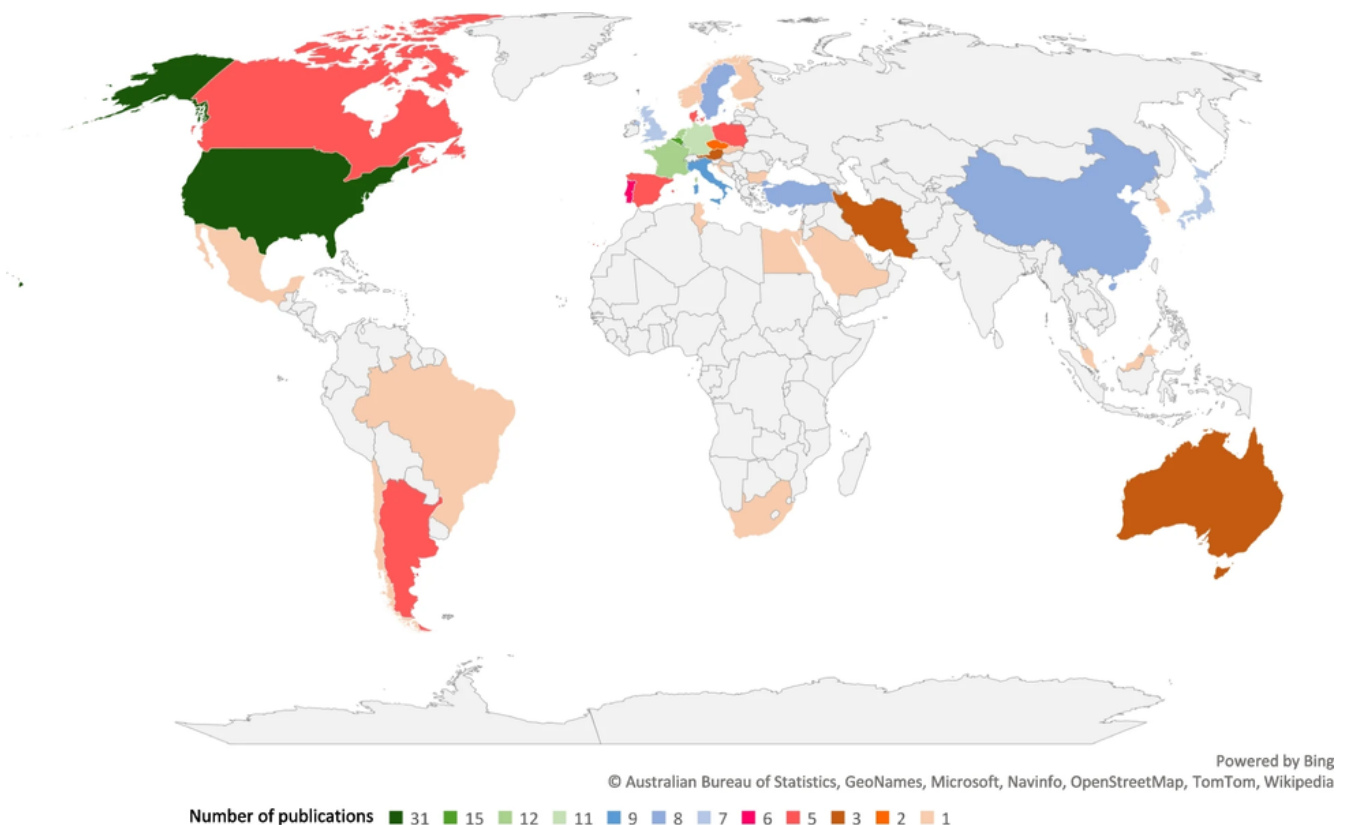 Powered by Bing
© Australian Bureau of Statistics, GeoNames, Microsoft, Navinfo, OpenStreetMap, TomTom, Wikipedia
Number of publications 31 15 12 11 9 8 7 6 5 3 2 1